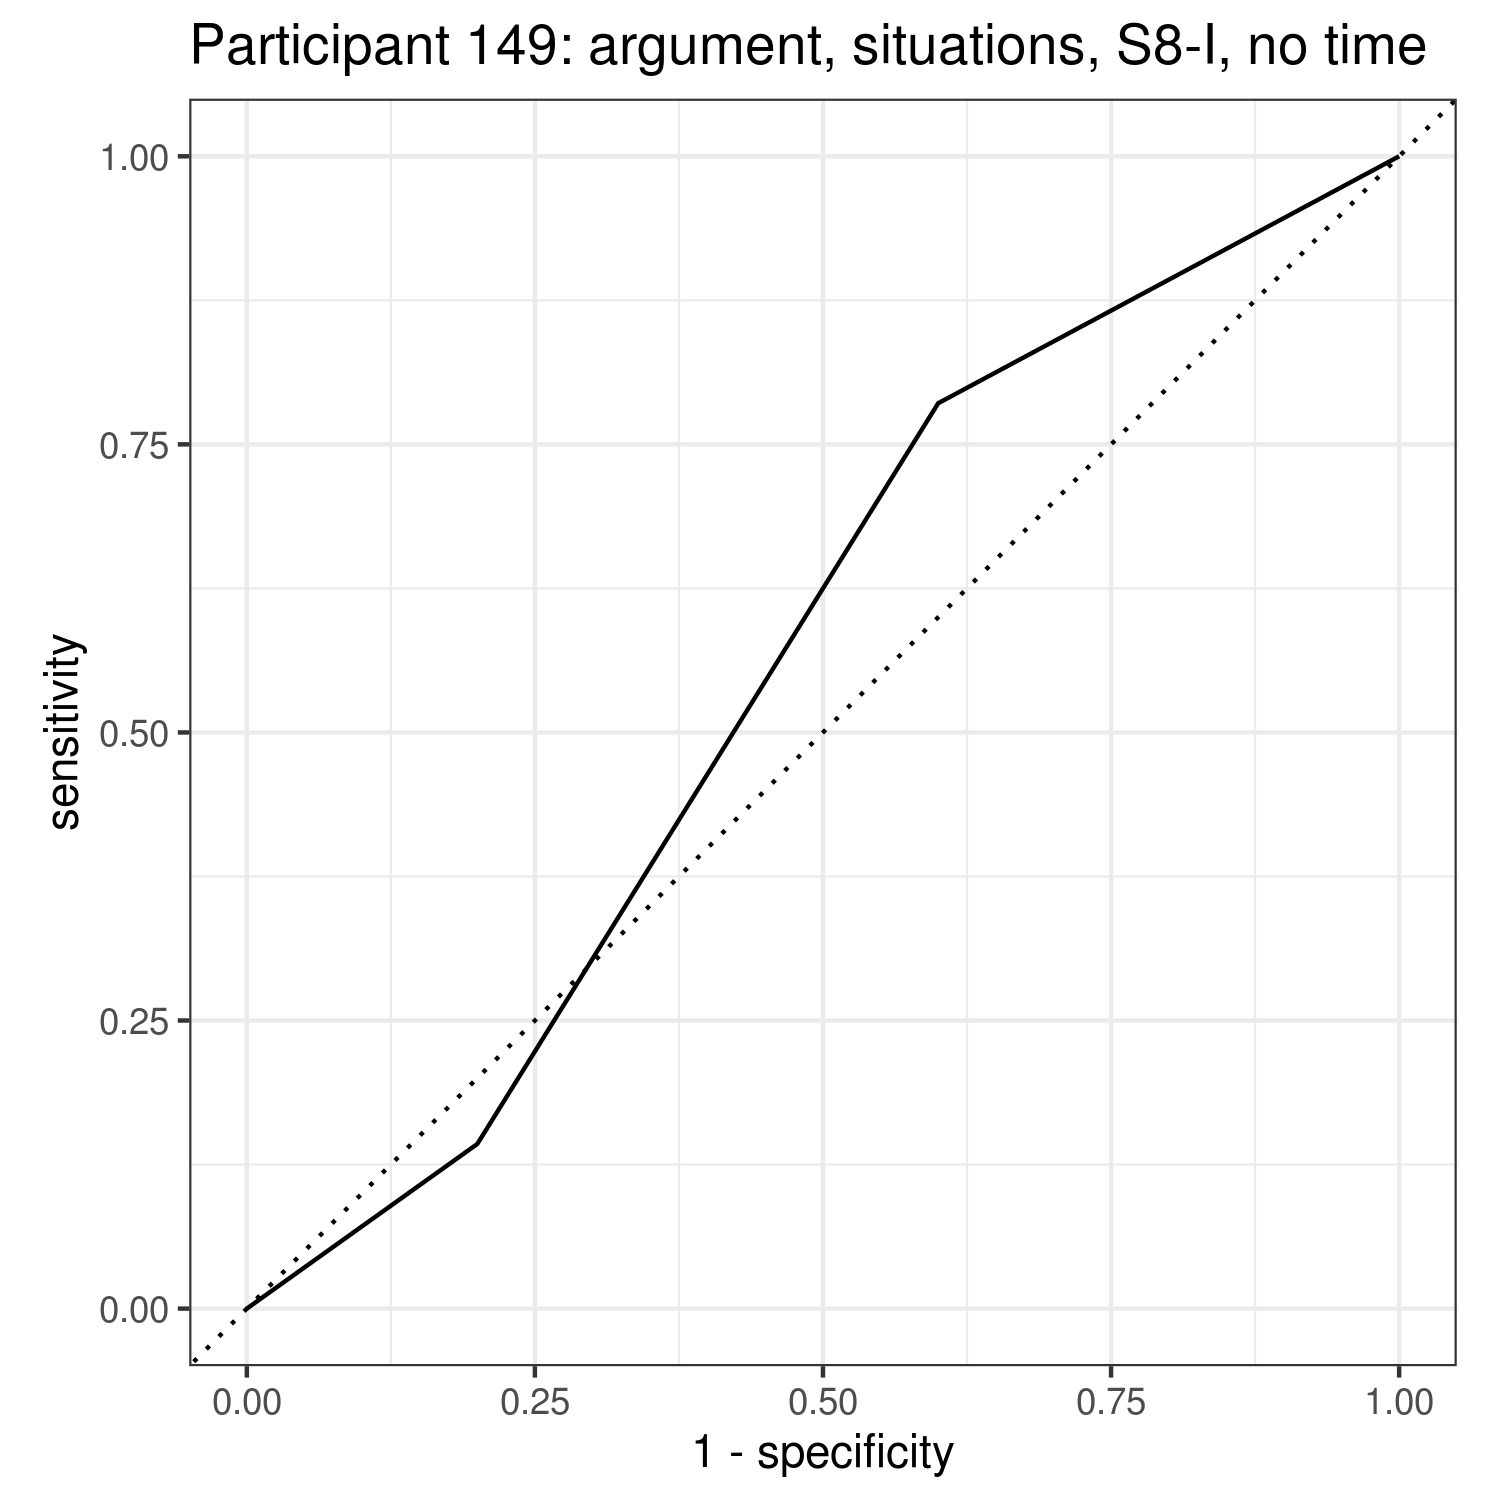 Participant 149: argument, situations, S8-I, no time
1.00
0.75
0.50
0.25
0.00
sensitivity
0.00 0.25 0.50 0.75 1.00
1 - specificity